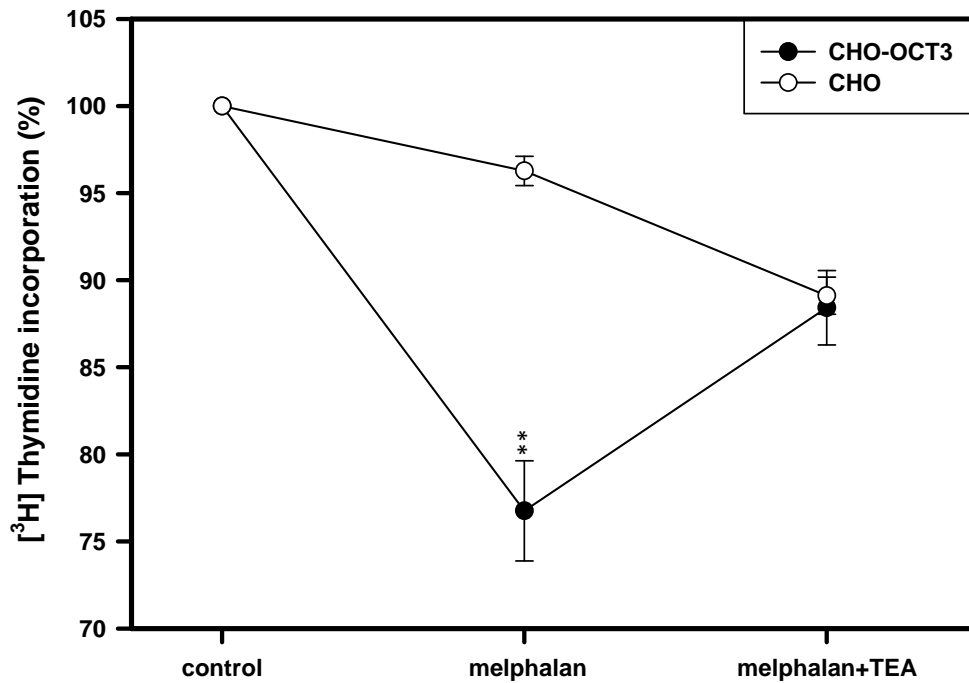 105
100
95
90
85
80
75
70
[³H] Thymidine incorporation (%)
CHO-OCT3
CHO
**
control
melphalan
melphalan+TEA